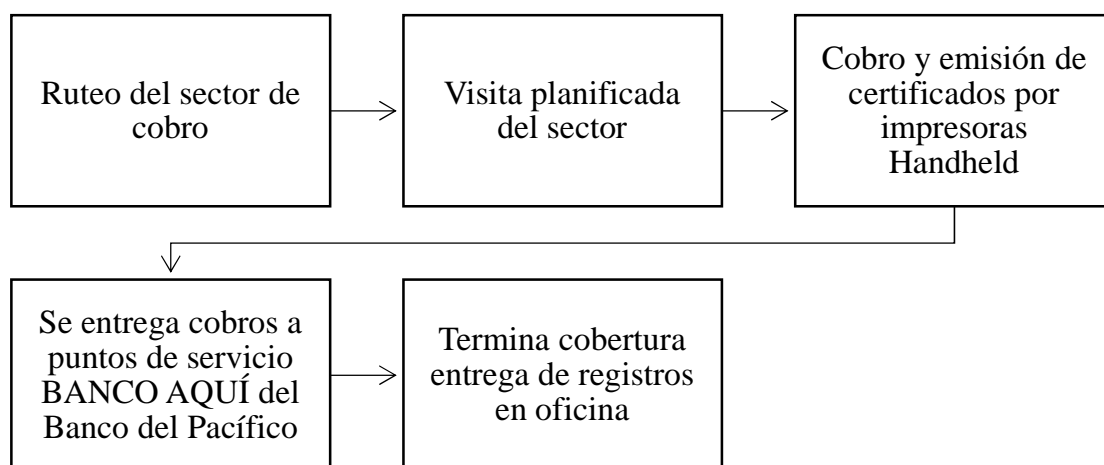 Ruteo del sector de
cobro
Visita planificada
del sector
Cobro y emisión de
certificados por
impresoras
Handheld
Se entrega cobros a
puntos de servicio
BANCO AQUÍ del
Banco del Pacífico
Termina cobertura
entrega de registros
en oficina